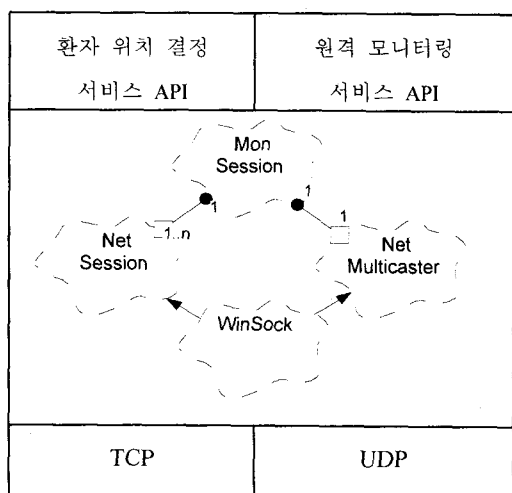 환자 위치 결정
서비스 API
원격 모니터링
서비스 API
Mon
Session
1
1
1..n
1
Net
Session
Net
Multicaster
WinSock
TCP
UDP